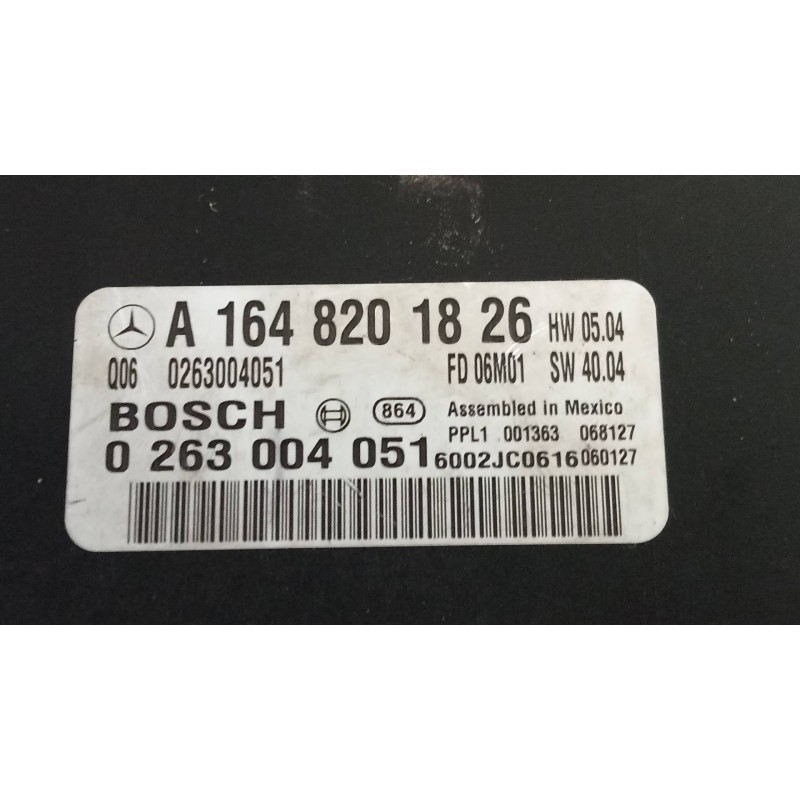 A 164 820 18 26 HW 05.04
Q06 0263004051 FD 06M01 SW 40.04
BOSCH 864 Assembled in Mexico
PPL1 001363 068127
0 263 004 051 6002JC0616 060127